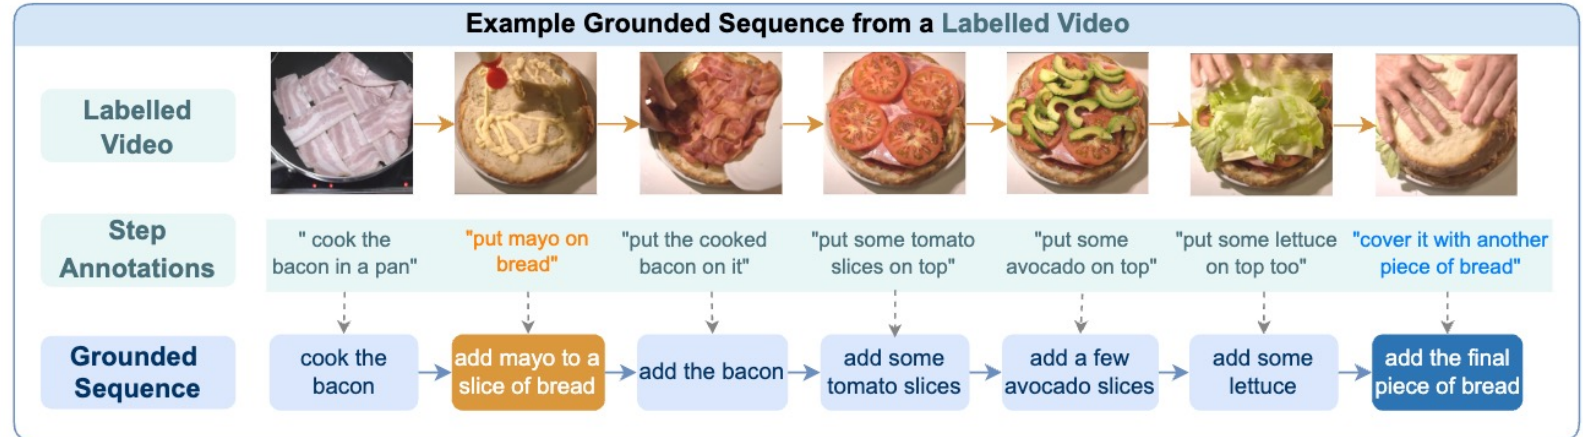 Example Grounded Sequence from a Labelled Video
Labelled
Video
Step
Annotations
" cook the
bacon in a pan"
"put mayo on
bread"
"put the cooked
bacon on it"
"put some tomato
slices on top"
"put some
avocado on top"
"put some lettuce
on top too"
"cover it with another
piece of bread"
Grounded
Sequence
cook the
bacon
add mayo to a
slice of bread
add the bacon
add some
tomato slices
add a few
avocado slices
add some
lettuce
add the final
piece of bread